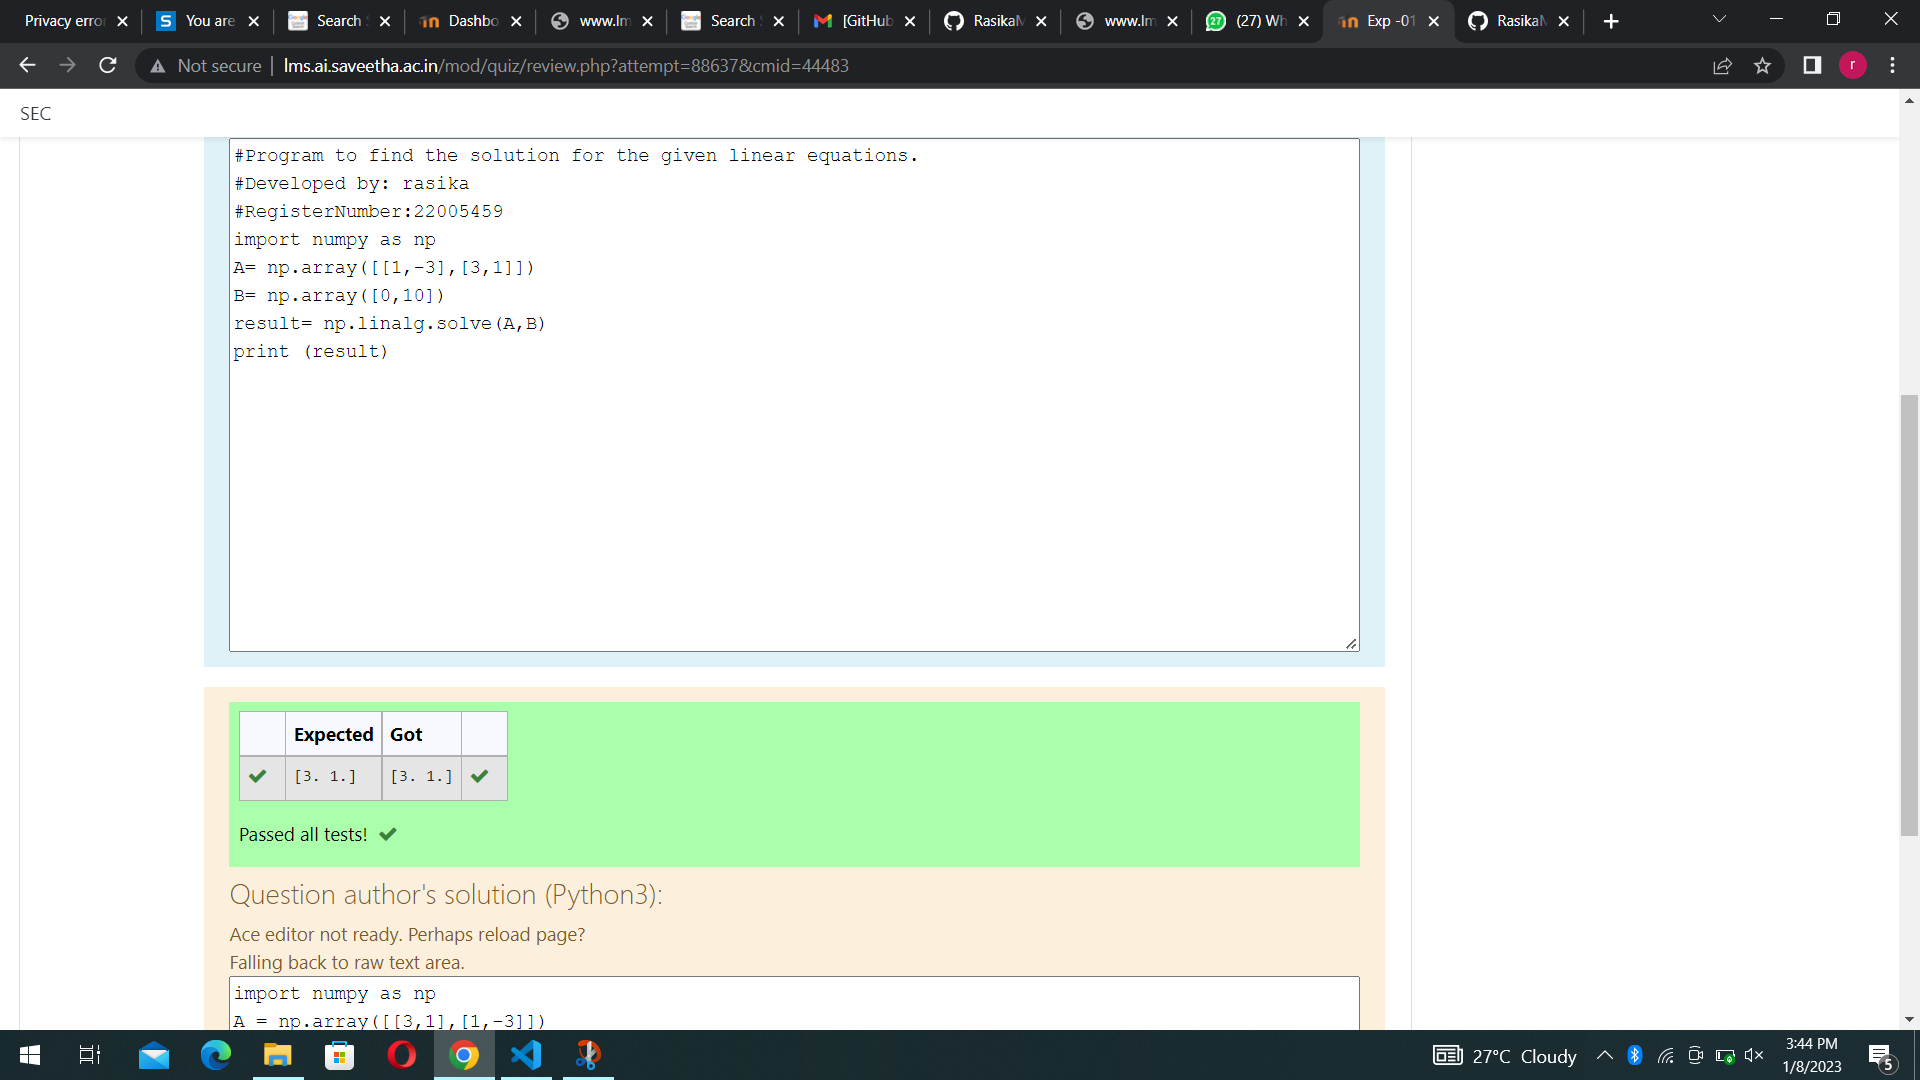 Privacy error
You are
Search
Dashbo
www.lm
Search
[GitHub
RasikaM
www.lm
(27) Wh
Exp -01
RasikaM
Not secure | lms.ai.saveetha.ac.in/mod/quiz/review.php?attempt=88637&cmid=44483
r
SEC
#Program to find the solution for the given linear equations.
#Developed by: rasika
#RegisterNumber:22005459
import numpy as np
A= np.array([[1,-3],[3,1]])
B= np.array([0,10])
result= np.linalg.solve(A,B)
print (result)
Expected Got
[3. 1.] [3. 1.]
Passed all tests!
Question author's solution (Python3):
Ace editor not ready. Perhaps reload page?
Falling back to raw text area.
import numpy as np
A = np.array([[3,1],[1,-3]])
27°C Cloudy
3:44 PM
1/8/2023
5